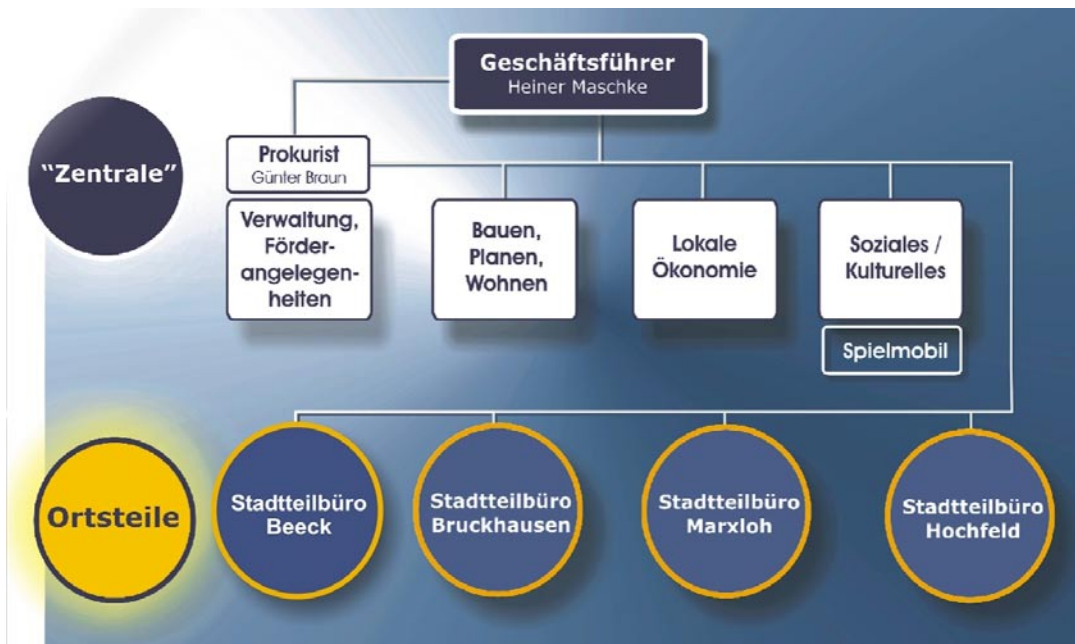 Geschäftsführer
Heiner Maschke
"Zentrale"
Prokurist
Günter Braun
Verwaltung,
Förder-
angelegen-
heiten
Bauen,
Planen,
Wohnen
Lokale
Ökonomie
Soziales /
Kulturelles
Spielmobil
Ortsteile
Stadtteilbüro
Beeck
Stadtteilbüro
Bruckhausen
Stadtteilbüro
Marxloh
Stadtteilbüro
Hochfeld